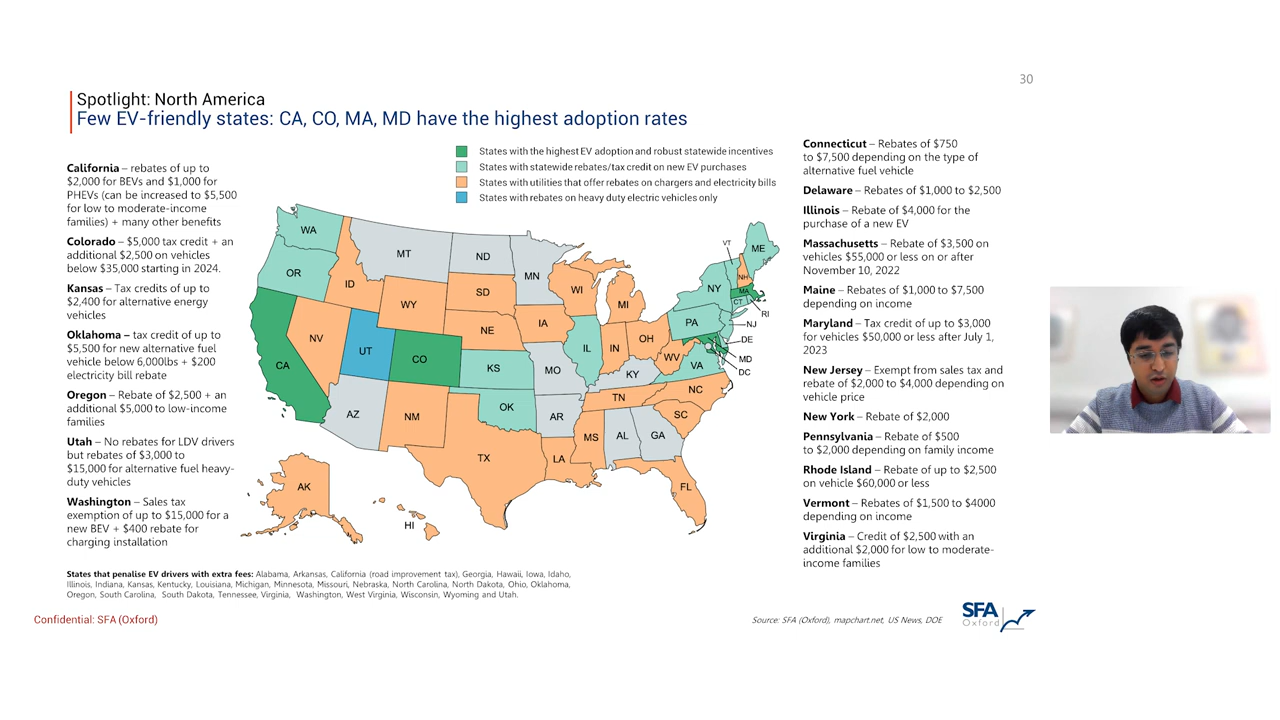 30
Spotlight: North America
Few EV-friendly states: CA, CO, MA, MD have the highest adoption rates
California – rebates of up to
$2,000 for BEVs and $1,000 for
PHEVs (can be increased to $5,500
for low to moderate-income
families) + many other benefits
Colorado – $5,000 tax credit + an
additional $2,500 on vehicles
below $35,000 starting in 2024.
Kansas – Tax credits of up to
$2,400 for alternative energy
vehicles
Oklahoma – tax credit of up to
$5,500 for new alternative fuel
vehicle below 6,000lbs + $200
electricity bill rebate
Oregon – Rebate of $2,500 + an
additional $5,000 to low-income
families
Utah – No rebates for LDV drivers
but rebates of $3,000 to
$15,000 for alternative fuel heavy-
duty vehicles
Washington – Sales tax
exemption of up to $15,000 for a
new BEV + $400 rebate for
charging installation
States with the highest EV adoption and robust statewide incentives
States with statewide rebates/tax credit on new EV purchases
States with utilities that offer rebates on chargers and electricity bills
States with rebates on heavy duty electric vehicles only
WA
MT
ND
MN
VT
ME
OR
ID
WY
SD
WI
MI
NH
NY
MA
CT
RI
NV
UT
CO
NE
IA
IL
IN
OH
PA
NJ
DE
MD
DC
CA
KS
MO
KY
WV
VA
AZ
NM
OK
AR
TN
NC
SC
TX
LA
MS
AL
GA
FL
AK
HI
Connecticut – Rebates of $750
to $7,500 depending on the type of
alternative fuel vehicle
Delaware – Rebates of $1,000 to $2,500
Illinois – Rebate of $4,000 for the
purchase of a new EV
Massachusetts – Rebate of $3,500 on
vehicles $55,000 or less on or after
November 10, 2022
Maine – Rebates of $1,000 to $7,500
depending on income
Maryland – Tax credit of up to $3,000
for vehicles $50,000 or less after July 1,
2023
New Jersey – Exempt from sales tax and
rebate of $2,000 to $4,000 depending on
vehicle price
New York – Rebate of $2,000
Pennsylvania – Rebate of $500
to $2,000 depending on family income
Rhode Island – Rebate of up to $2,500
on vehicle $60,000 or less
Vermont – Rebates of $1,500 to $4000
depending on income
Virginia – Credit of $2,500 with an
additional $2,000 for low to moderate-
income families
States that penalise EV drivers with extra fees: Alabama, Arkansas, California (road improvement tax), Georgia, Hawaii, Iowa, Idaho,
Illinois, Indiana, Kansas, Kentucky, Louisiana, Michigan, Minnesota, Missouri, Nebraska, North Carolina, North Dakota, Ohio, Oklahoma,
Oregon, South Carolina, South Dakota, Tennessee, Virginia, Washington, West Virginia, Wisconsin, Wyoming and Utah.
Confidential: SFA (Oxford)
Source: SFA (Oxford), mapchart.net, US News, DOE
SFA
Oxford